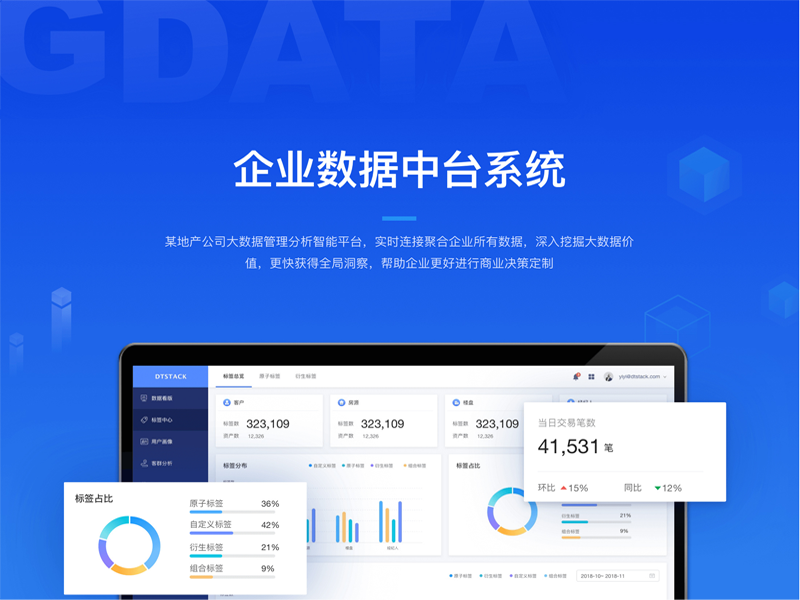 GDATA
企业数据中台系统
某地产公司大数据管理分析智能平台，实时连接聚合企业所有数据，深入挖掘大数据价
值，更快获得全局洞察，帮助企业更好进行商业决策定制
DTSTACK
标签总览 原子标签 衍生标签
yiyi@dtstack.com
数据看板
标签中心
用户画像
客群分析
客户
标签数 323,109
资产数 12,326
房源
标签数 323,109
资产数 12,326
楼盘
标签数 323,109
资产数 12,326
当日交易笔数
41,531 笔
环比 15% 同比 12%
标签分布
自定义标签 原子标签 衍生标签 组合标签
楼盘 经纪人
标签占比
衍生标签 21%
组合标签 9%
标签占比
原子标签 36%
自定义标签 42%
衍生标签 21%
组合标签 9%
原子标签 衍生标签 自定义标签 组合标签
2018-10~2018-11